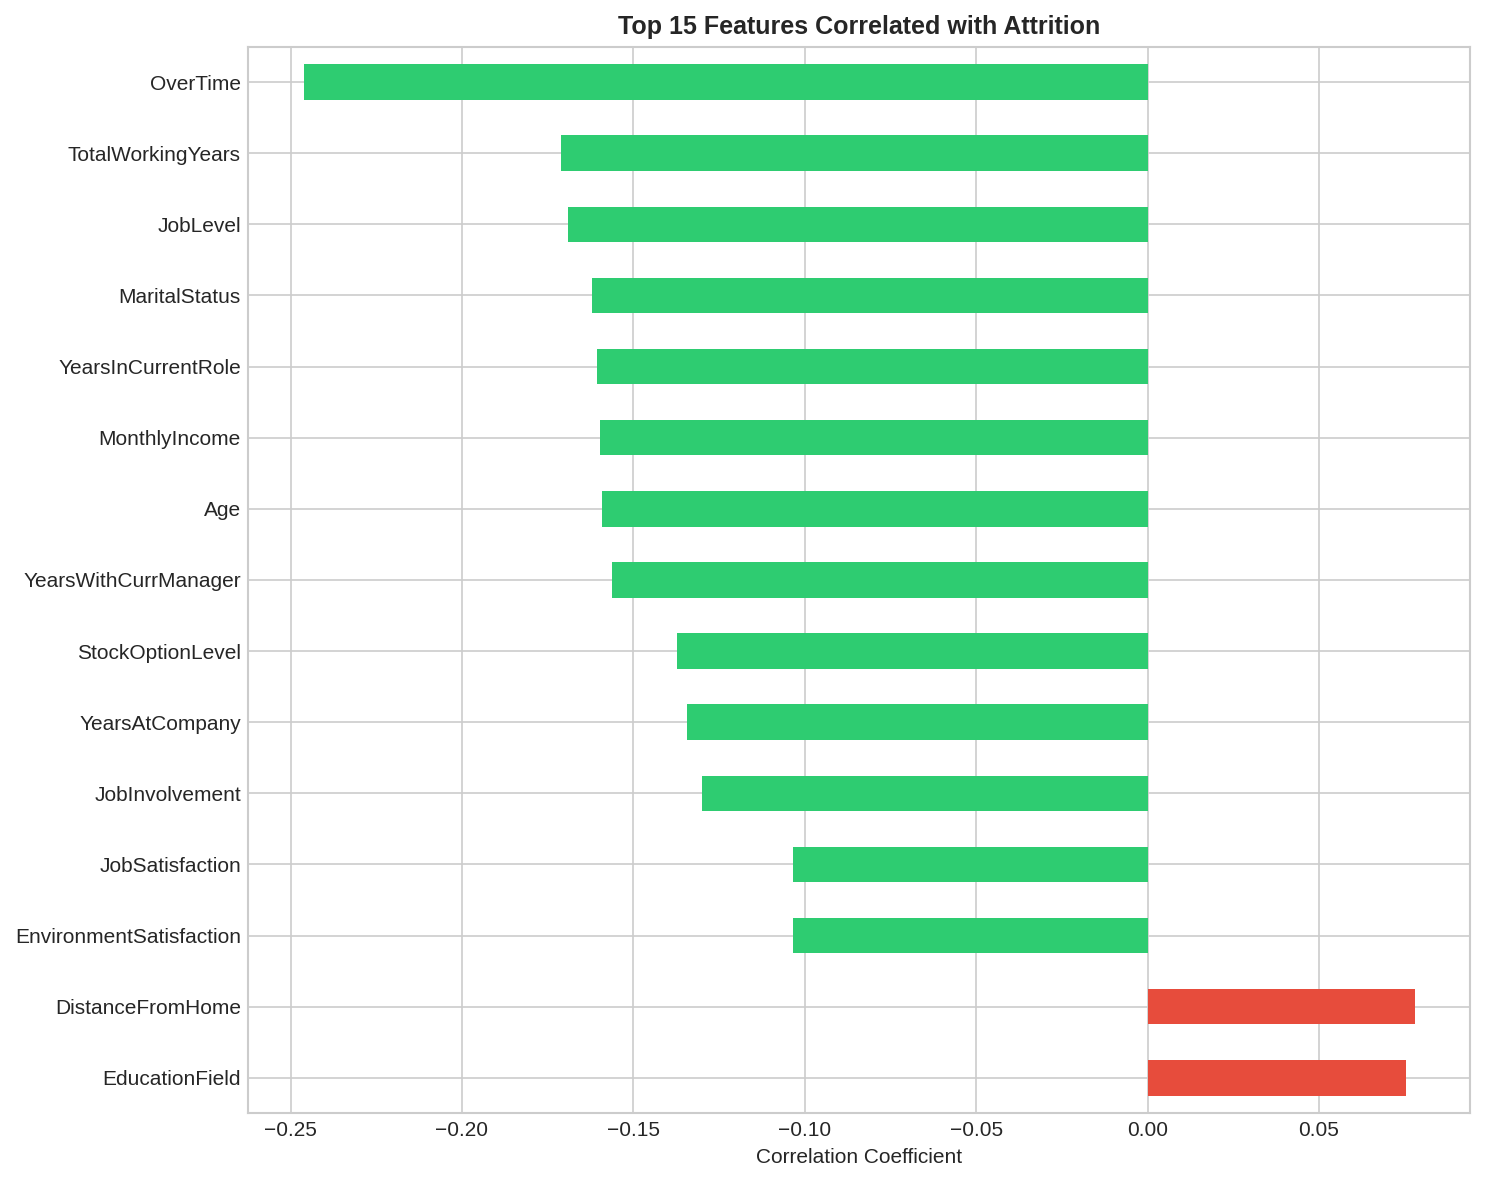 Top 15 Features Correlated with Attrition
OverTime
TotalWorkingYears
JobLevel
MaritalStatus
YearsInCurrentRole
MonthlyIncome
Age
YearsWithCurrManager
StockOptionLevel
YearsAtCompany
JobInvolvement
JobSatisfaction
EnvironmentSatisfaction
DistanceFromHome
EducationField
−0.25 −0.20 −0.15 −0.10 −0.05 0.00 0.05
Correlation Coefficient